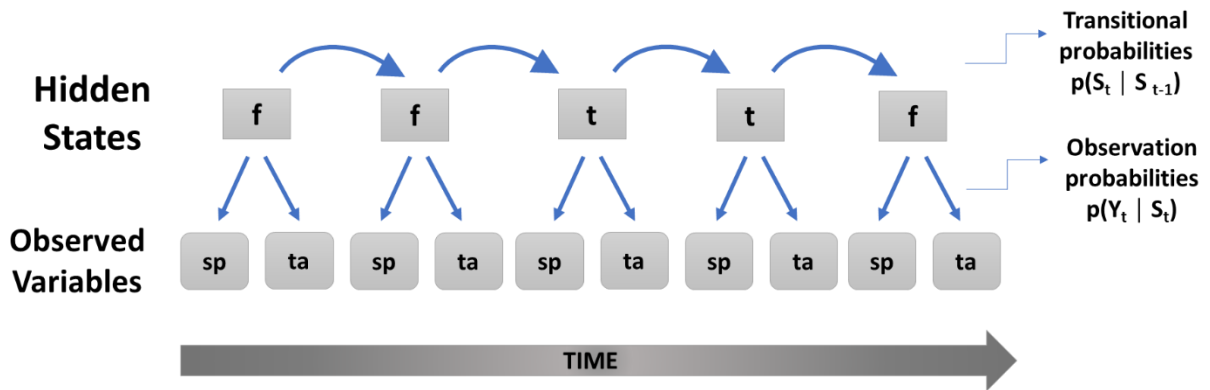 Transitional
probabilities
p(Sₜ | S ₜ₋₁)
Hidden
States
f f t t f
Observation
probabilities
p(Yₜ | Sₜ)
Observed
Variables
sp ta sp ta sp ta sp ta sp ta
TIME